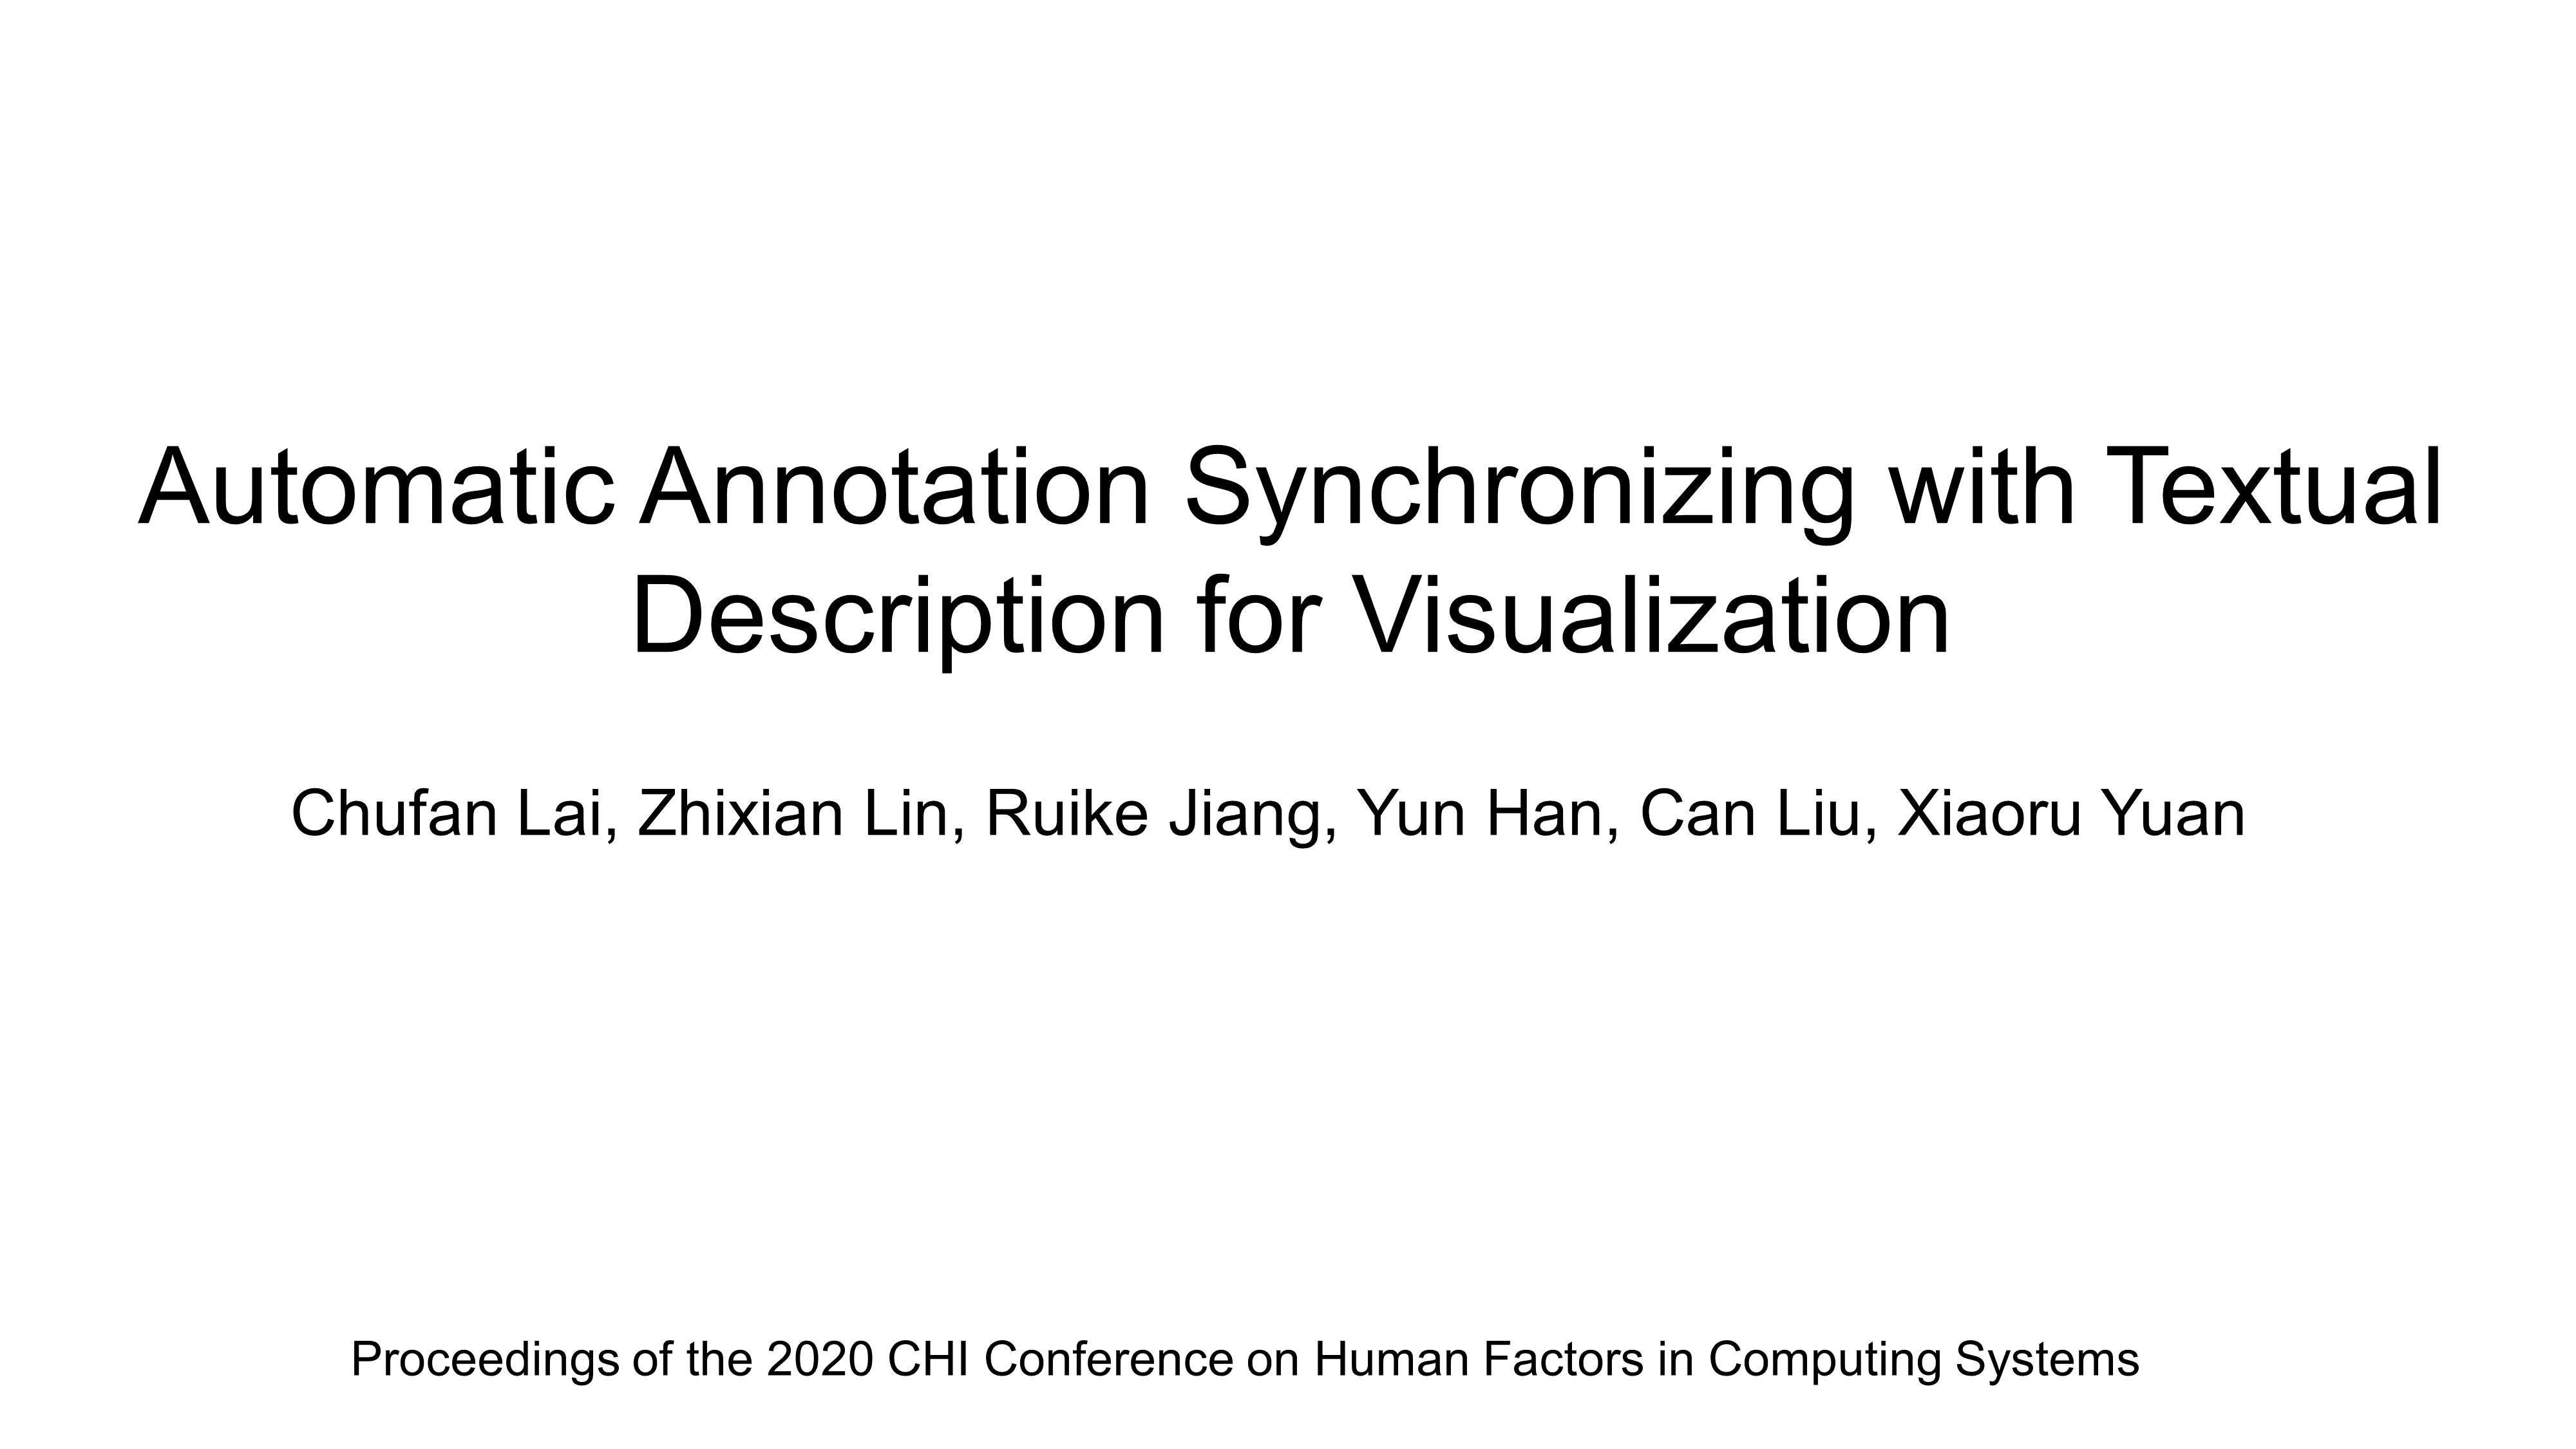 Automatic Annotation Synchronizing with Textual
Description for Visualization
Chufan Lai, Zhixian Lin, Ruike Jiang, Yun Han, Can Liu, Xiaoru Yuan
Proceedings of the 2020 CHI Conference on Human Factors in Computing Systems